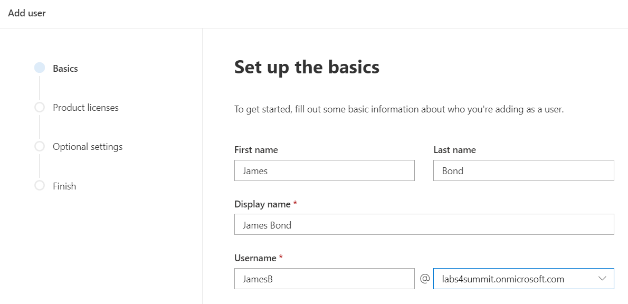 Add user
Basics
Product licenses
Optional settings
Finish
Set up the basics
To get started, fill out some basic information about who you're adding as a user.
First name
Last name
James
Bond
Display name *
James Bond
Username *
JamesB
@
labs4summit.onmicrosoft.com